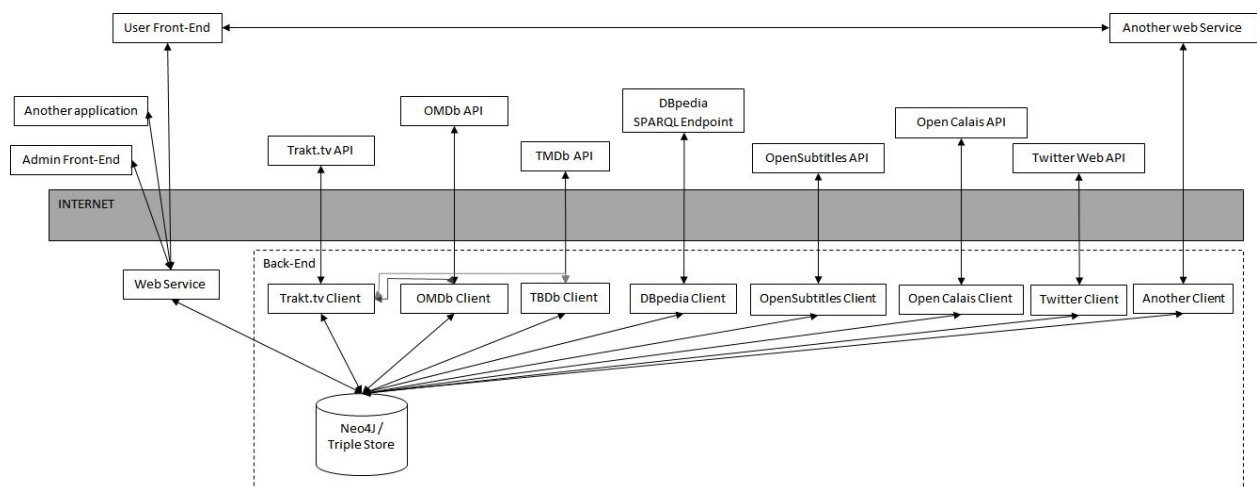 User Front-End
Another web Service
Another application
OMDb API
DBpedia
SPARQL Endpoint
Open Calais API
Admin Front-End
Trakt.tv API
TMDb API
OpenSubtitles API
Twitter Web API
INTERNET
Back-End
Web Service
Trakt.tv Client
OMDb Client
TBDb Client
DBpedia Client
OpenSubtitles Client
Open Calais Client
Twitter Client
Another Client
Neo4J /
Triple Store